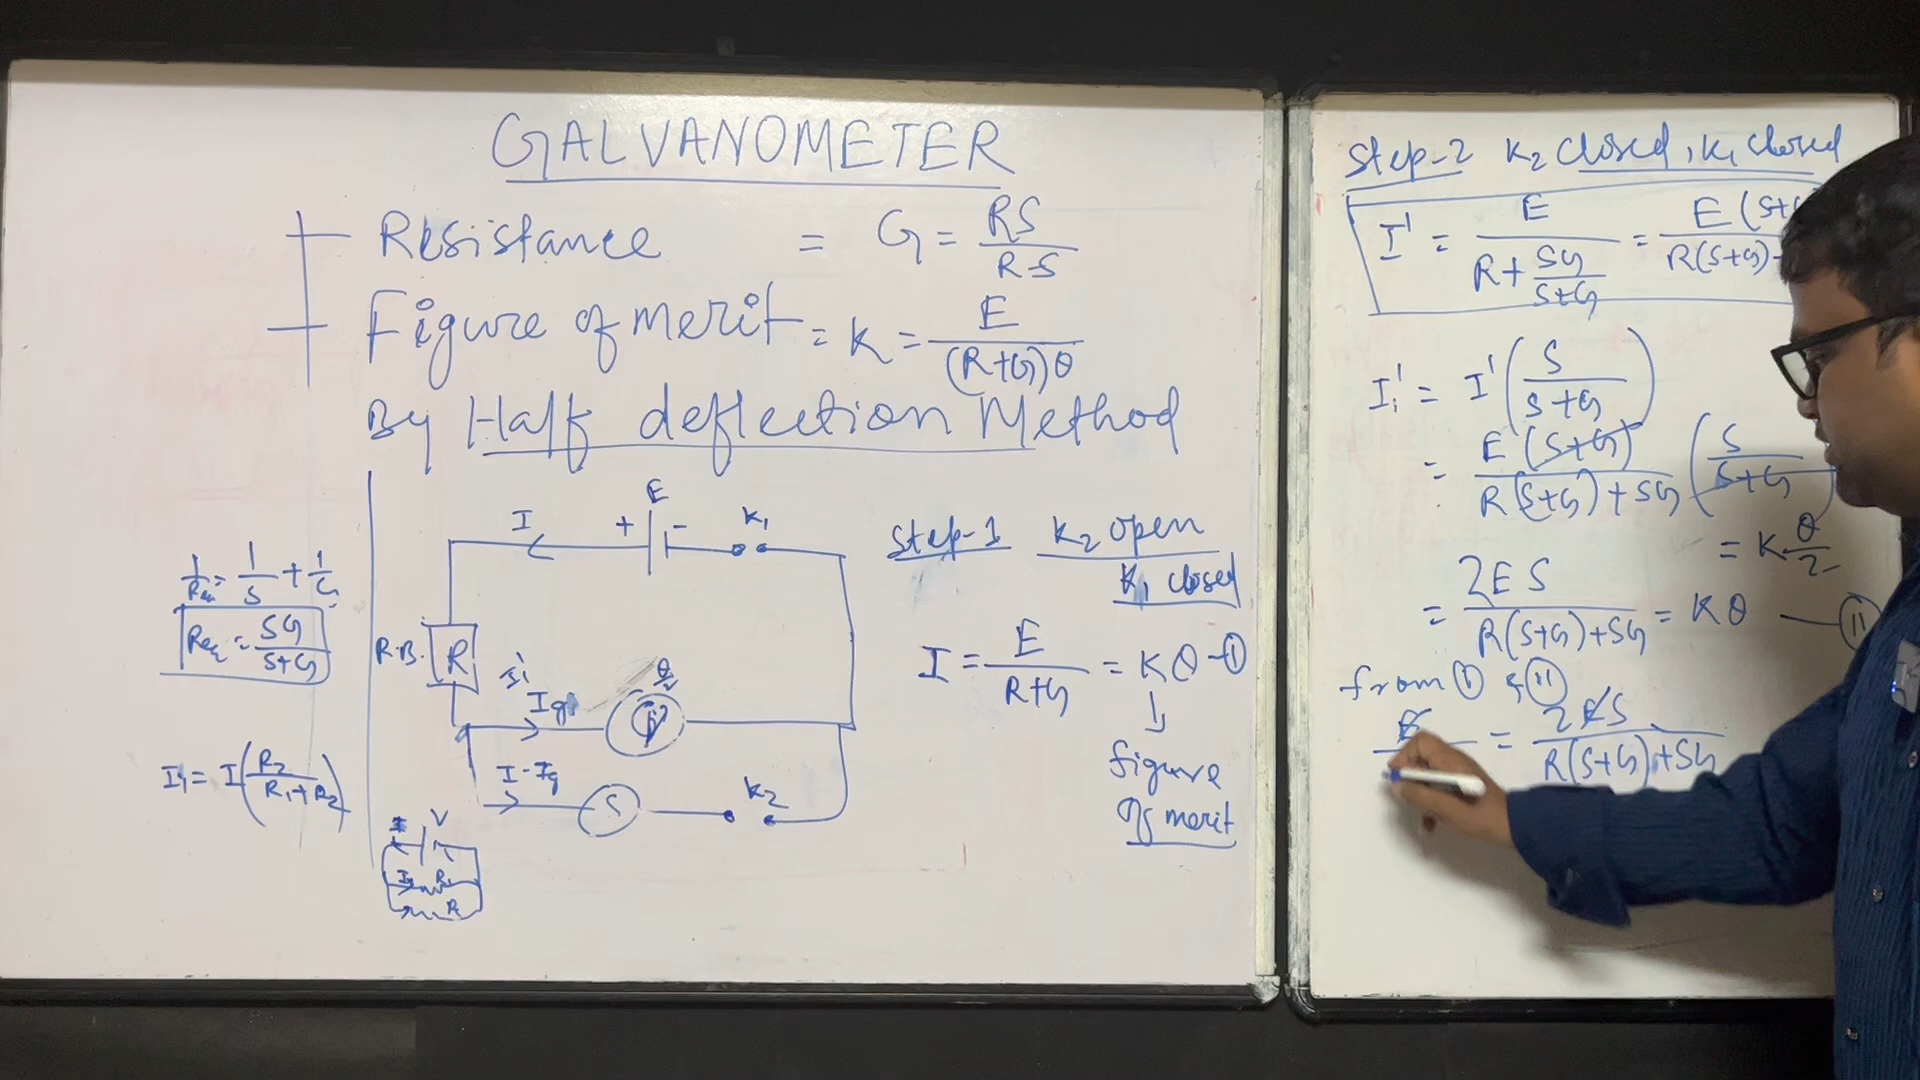 GALVANOMETER
Resistance = G = RS / R-S
Figure of merit = K = E / (R+G)θ
By Half deflection Method
1/Req = 1/S + 1/G
Req = SG / S+G
I1 = I (R2 / R1+R2)
E
I + - K1
R.B. R
Ig
I-Ig S K2
V
R1
Step-1 K2 open
K1 closed
I = E / R+G = Kθ - (I)
figure
of merit
Step-2 K2 closed, K1 closed
I' = E / R + SG / S+G = E (S+G) / R(S+G)
I1' = I' (S / S+G)
= E (S+G) / R(S+G) + SG (S / S+G)
= K θ/2
= 2ES / R(S+G)+SG = Kθ — (II)
from (I) & (II)
E = 2ES / R(S+G)+SG